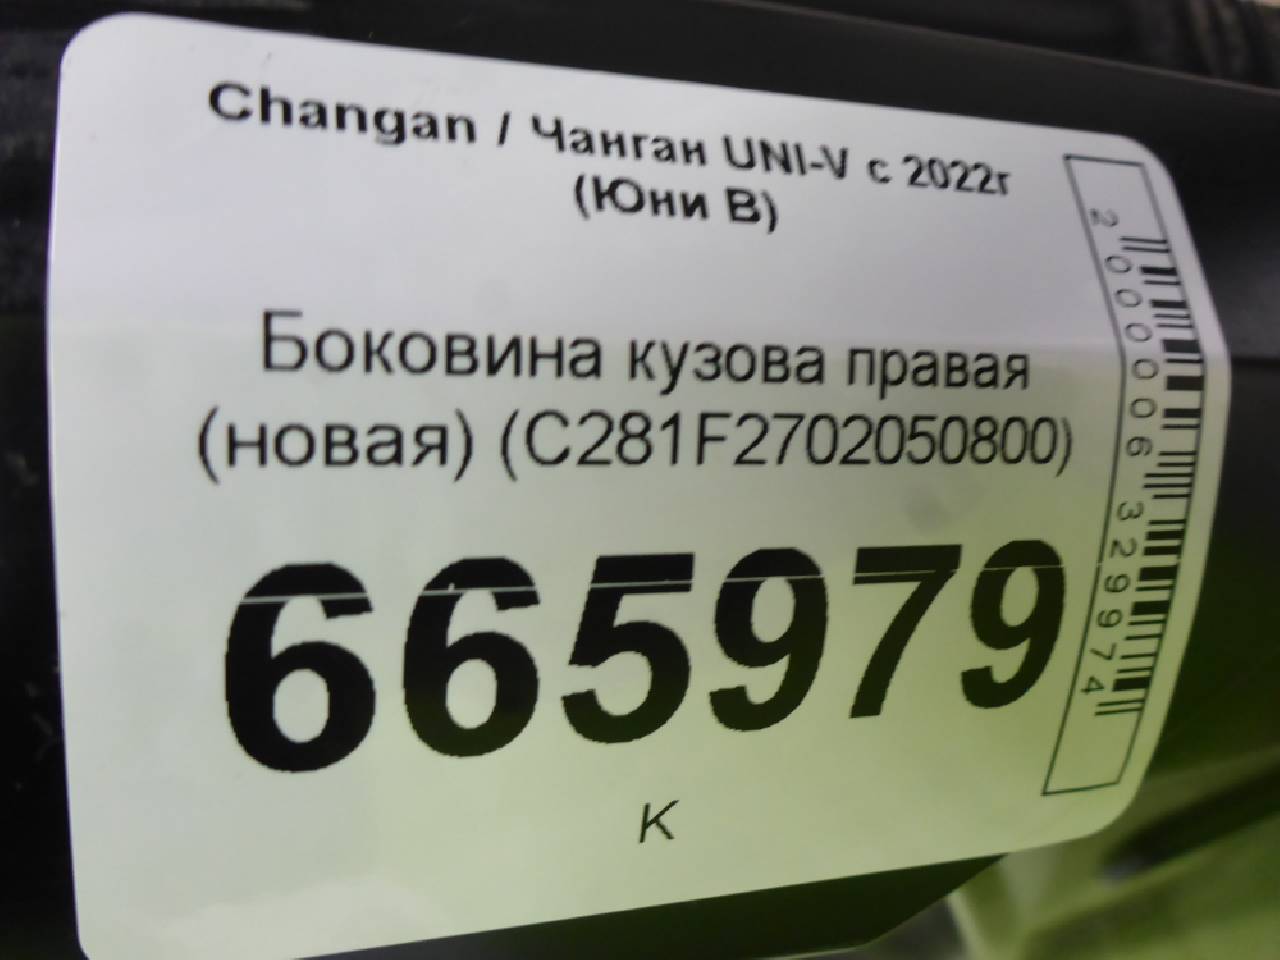 Changan / Чанган UNI-V с 2022г
(Юни В)
Боковина кузова правая
(новая) (C281F2702050800)
665979
К
2000006329974